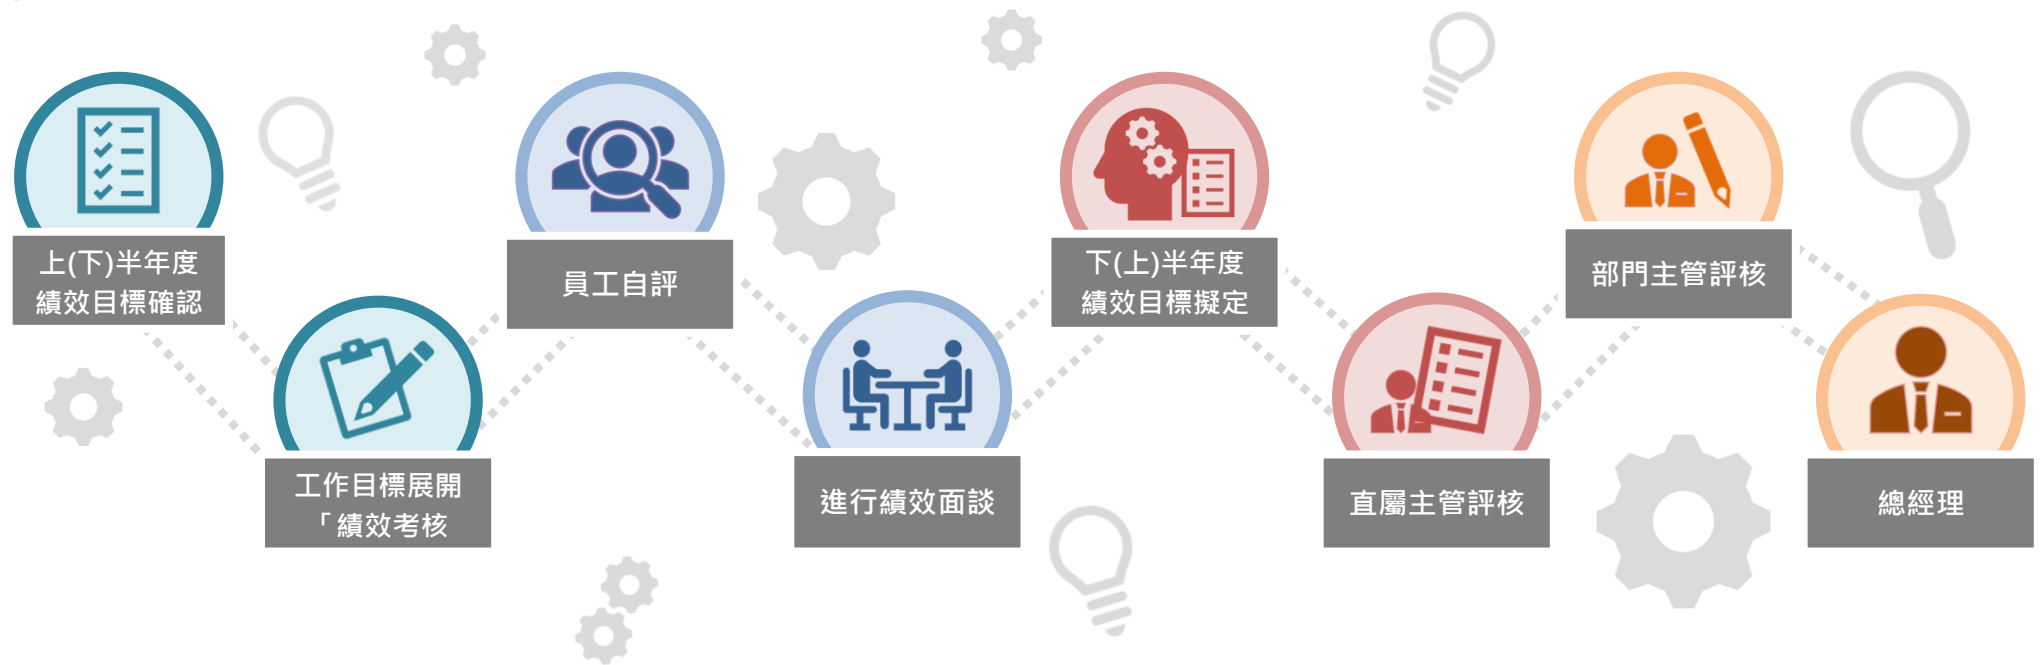 上(下)半年度
績效目標確認
工作目標展開
「績效考核
員工自評
進行績效面談
下(上)半年度
績效目標擬定
直屬主管評核
部門主管評核
總經理